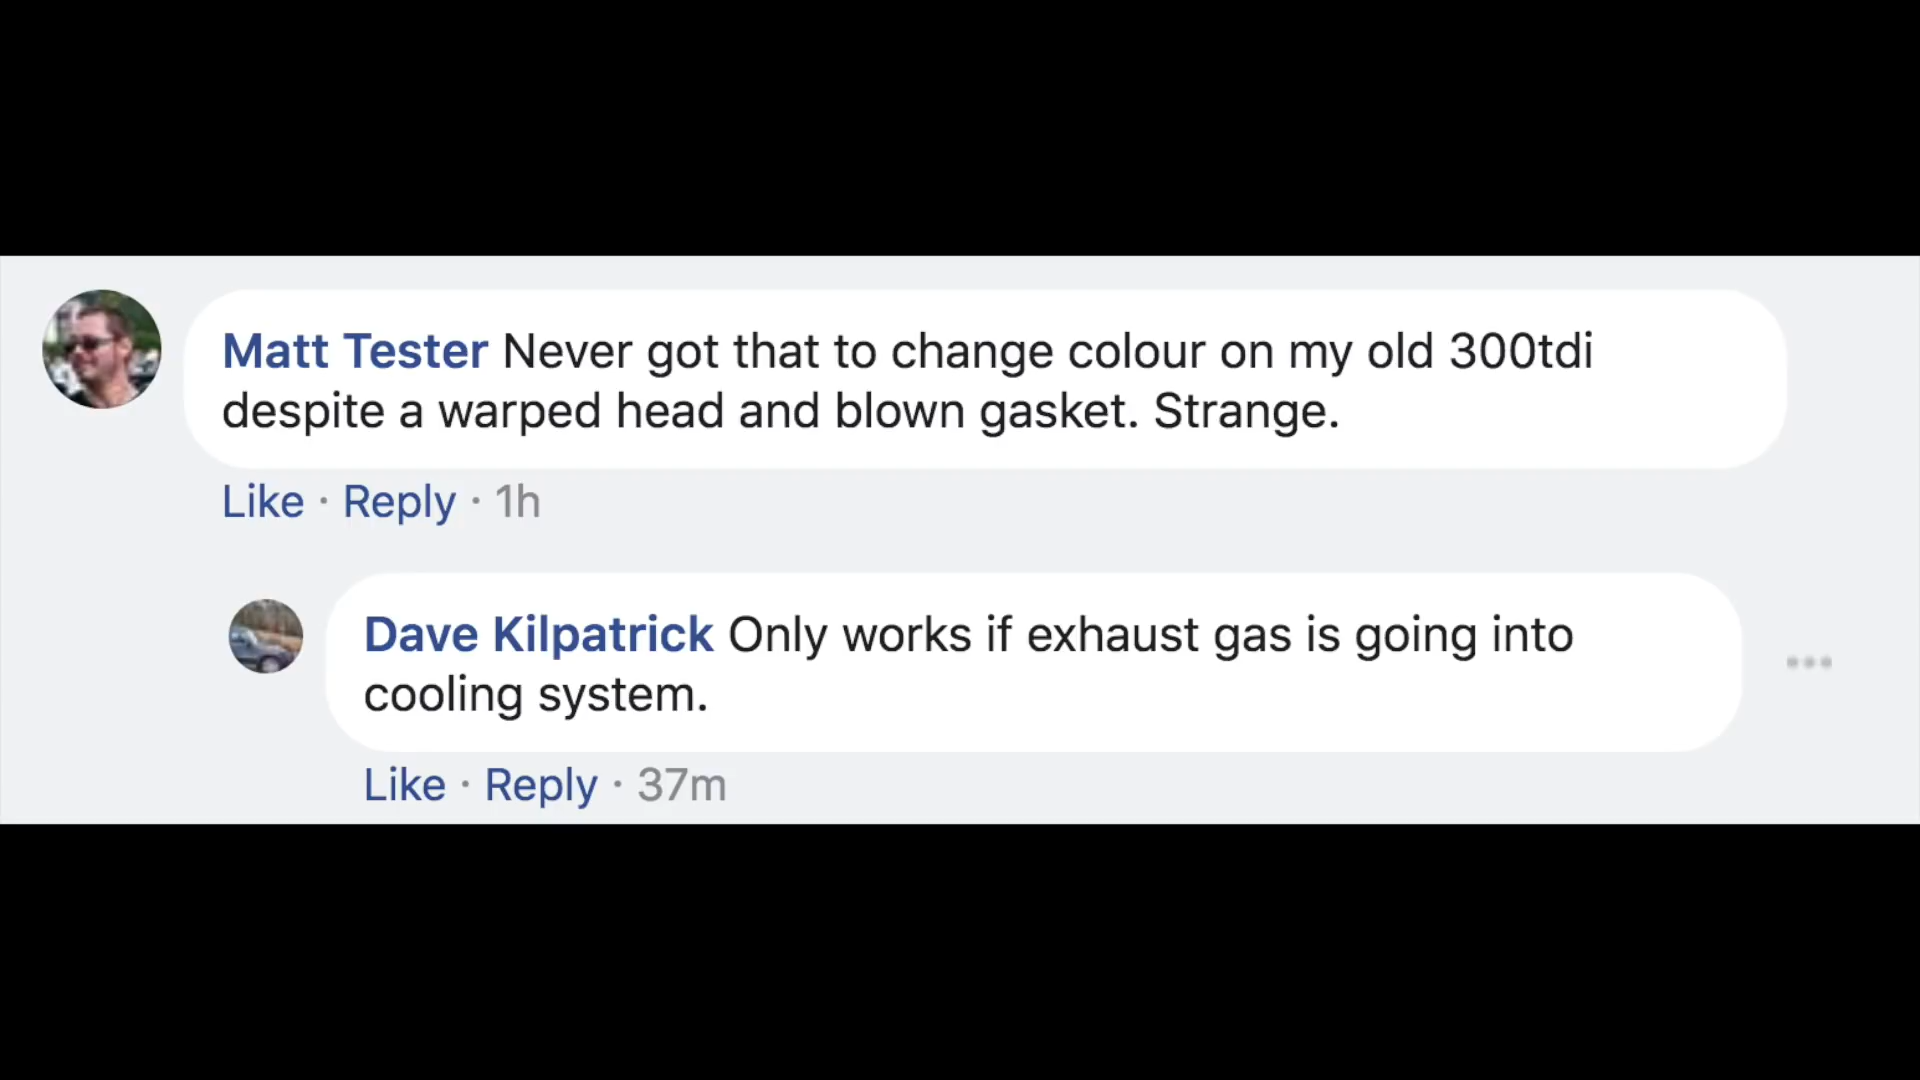 Matt Tester Never got that to change colour on my old 300tdi
despite a warped head and blown gasket. Strange.
Like · Reply · 1h
Dave Kilpatrick Only works if exhaust gas is going into
cooling system.
Like · Reply · 37m